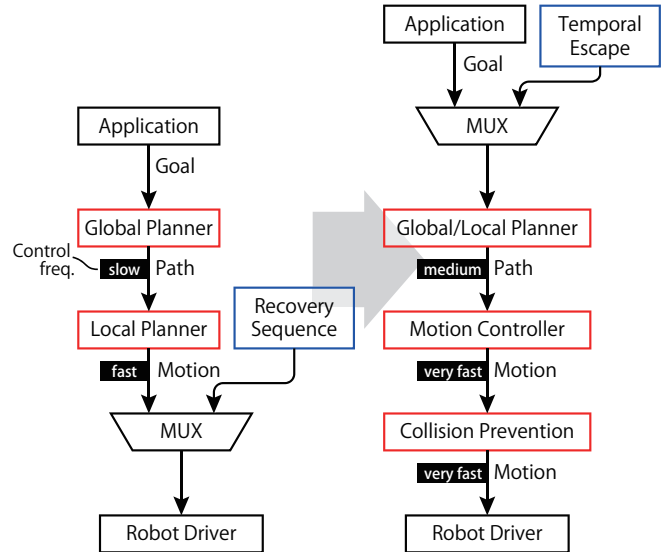 Application
Goal
Global Planner
Control
freq.
slow
Path
Local Planner
fast
Motion
Recovery
Sequence
MUX
Robot Driver
Application
Temporal
Escape
Goal
MUX
Global/Local Planner
medium
Path
Motion Controller
very fast
Motion
Collision Prevention
very fast
Motion
Robot Driver